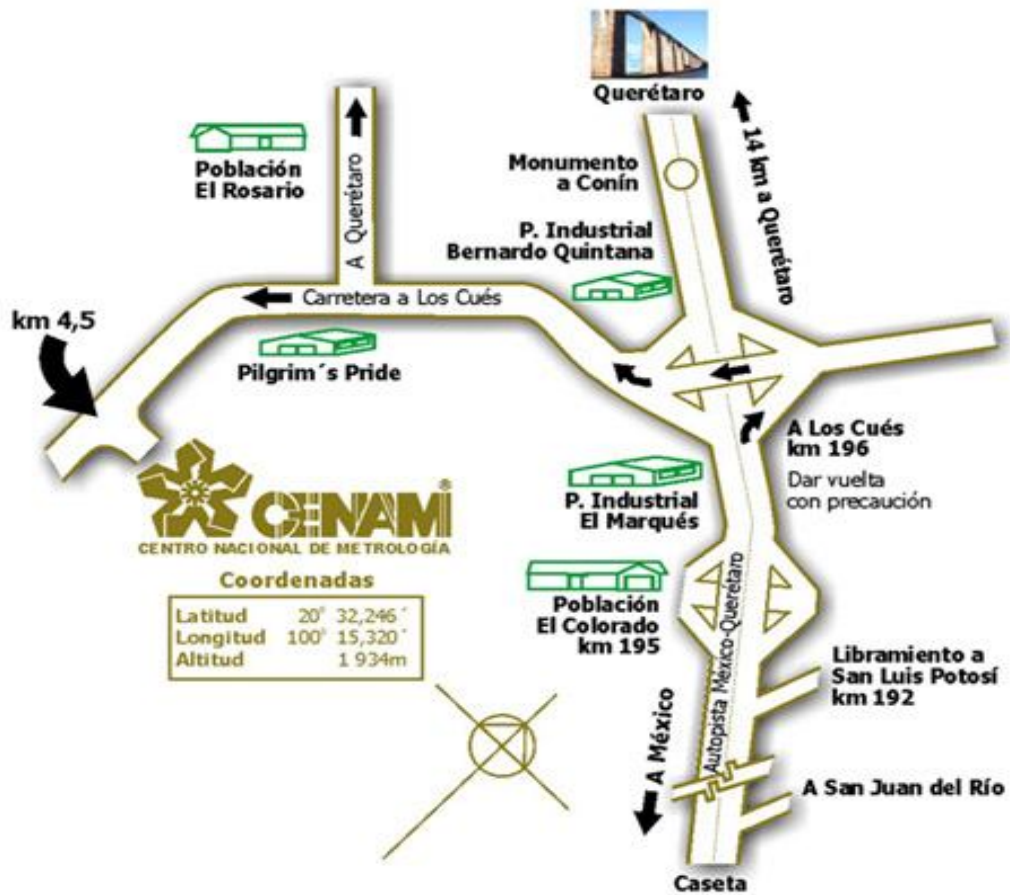 Querétaro
14 km a Querétaro
Población
El Rosario
A Querétaro
Monumento
a Conín
P. Industrial
Bernardo Quintana
Carretera a Los Cués
km 4,5
Pilgrim´s Pride
A Los Cués
km 196
Dar vuelta
con precaución
CENAM®
CENTRO NACIONAL DE METROLOGÍA
P. Industrial
El Marqués
Coordenadas
Latitud 20° 32,246´
Longitud 100° 15,320´
Altitud 1 934m
Población
El Colorado
km 195
Autopista México-Querétaro
Libramiento a
San Luis Potosí
km 192
A México
A San Juan del Río
Caseta